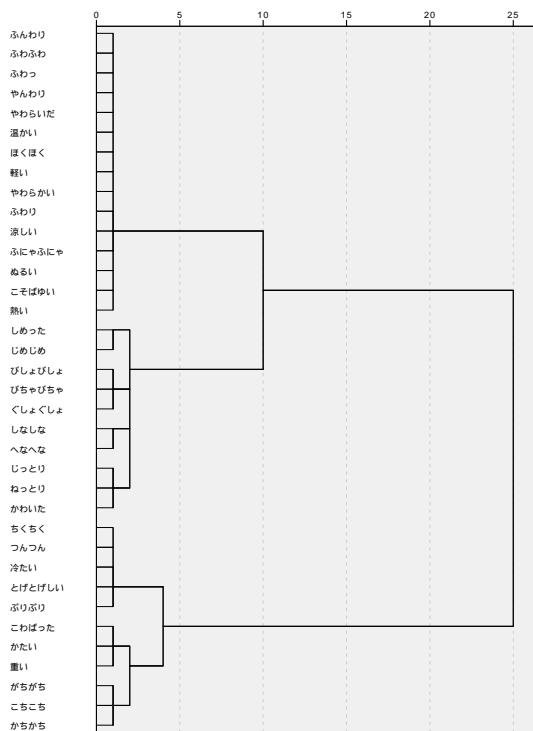 0 5 10 15 20 25
ふんわり
ふわふわ
ふわっ
やんわり
やわらいだ
温かい
ほくほく
軽い
やわらかい
ふわり
涼しい
ふにゃふにゃ
ぬるい
こそばゆい
熱い
しめった
じめじめ
びしょびしょ
びちゃびちゃ
ぐしょぐしょ
しなしな
へなへな
じっとり
ねっとり
かわいた
ちくちく
つんつん
冷たい
とげとげしい
ぷりぷり
こわばった
かたい
重い
がちがち
こちこち
かちかち